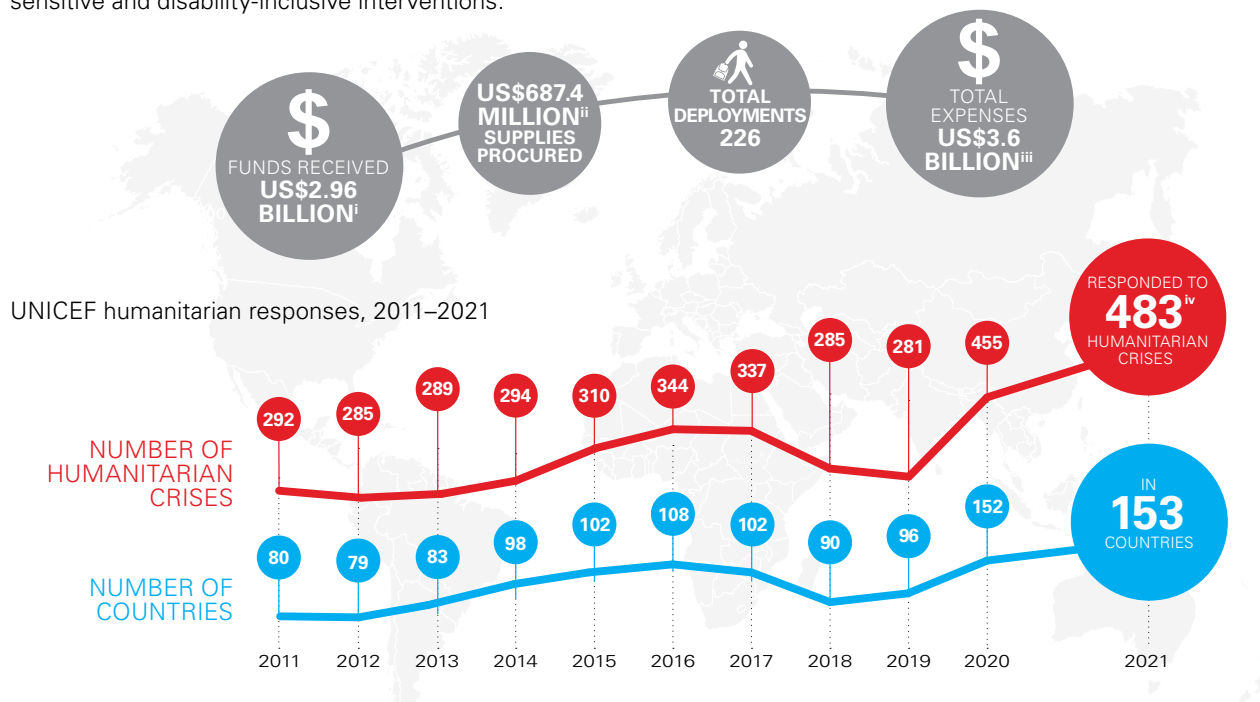 sensitive and disability-inclusive interventions.
$
FUNDS RECEIVED
US$2.96
BILLIONⁱ
US$687.4
MILLIONⁱⁱ
SUPPLIES
PROCURED
TOTAL
DEPLOYMENTS
226
$
TOTAL
EXPENSES
US$3.6
BILLIONⁱⁱⁱ
UNICEF humanitarian responses, 2011–2021
RESPONDED TO
483ⁱᵛ
HUMANITARIAN
CRISES
NUMBER OF
HUMANITARIAN
CRISES
292
285
289
294
310
344
337
285
281
455
IN
153
COUNTRIES
NUMBER OF
COUNTRIES
80
79
83
98
102
108
102
90
96
152
2011
2012
2013
2014
2015
2016
2017
2018
2019
2020
2021